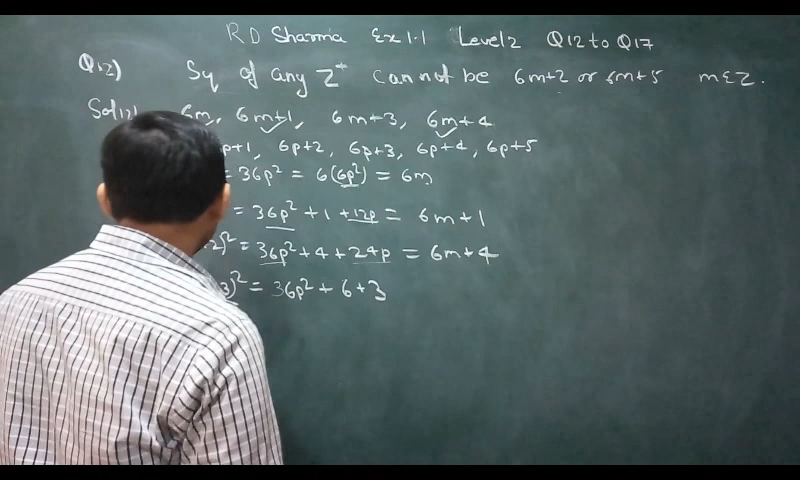 RD Sharma Ex 1.1 Level 2 Q12 to Q17
Q12) Sq of any Z⁺ cannot be 6m+2 or 6m+5 m∈Z.
Sol12) 6m, 6m+1, 6m+3, 6m+4
p+1, 6p+2, 6p+3, 6p+4, 6p+5
= 36p² = 6(6p²) = 6m
= 36p² + 1 + 12p = 6m+1
2)² = 36p² + 4 + 24p = 6m+4
3)² = 36p² + 6 + 3